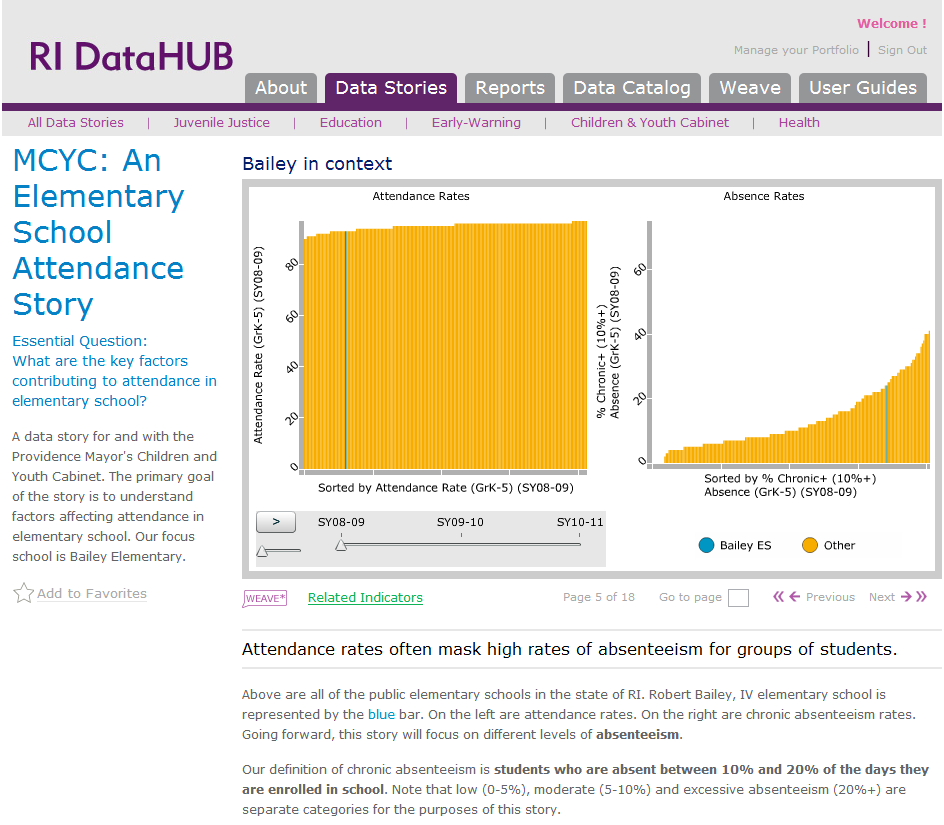 Welcome !
RI DataHUB
Manage your Portfolio | Sign Out
About Data Stories Reports Data Catalog Weave User Guides
All Data Stories | Juvenile Justice | Education | Early-Warning | Children & Youth Cabinet | Health
MCYC: An
Elementary
School
Attendance
Story
Essential Question:
What are the key factors
contributing to attendance in
elementary school?
A data story for and with the
Providence Mayor's Children and
Youth Cabinet. The primary goal
of the story is to understand
factors affecting attendance in
elementary school. Our focus
school is Bailey Elementary.
Add to Favorites
Bailey in context
Attendance Rates
Attendance Rate (GrK-5) (SY08-09)
80
60
40
20
0
Sorted by Attendance Rate (GrK-5) (SY08-09)
Absence Rates
% Chronic+ (10%+)
Absence (GrK-5) (SY08-09)
60
40
20
0
Sorted by % Chronic+ (10%+)
Absence (GrK-5) (SY08-09)
> SY08-09 SY09-10 SY10-11
Bailey ES Other
WEAVE* Related Indicators Page 5 of 18 Go to page Previous Next
Attendance rates often mask high rates of absenteeism for groups of students.
Above are all of the public elementary schools in the state of RI. Robert Bailey, IV elementary school is
represented by the blue bar. On the left are attendance rates. On the right are chronic absenteeism rates.
Going forward, this story will focus on different levels of absenteeism.
Our definition of chronic absenteeism is students who are absent between 10% and 20% of the days they
are enrolled in school. Note that low (0-5%), moderate (5-10%) and excessive absenteeism (20%+) are
separate categories for the purposes of this story.